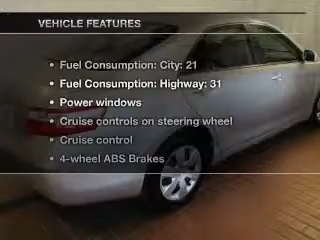 VEHICLE FEATURES
• Fuel Consumption: City: 21
• Fuel Consumption: Highway: 31
• Power windows
• Cruise controls on steering wheel
• Cruise control
• 4-wheel ABS Brakes